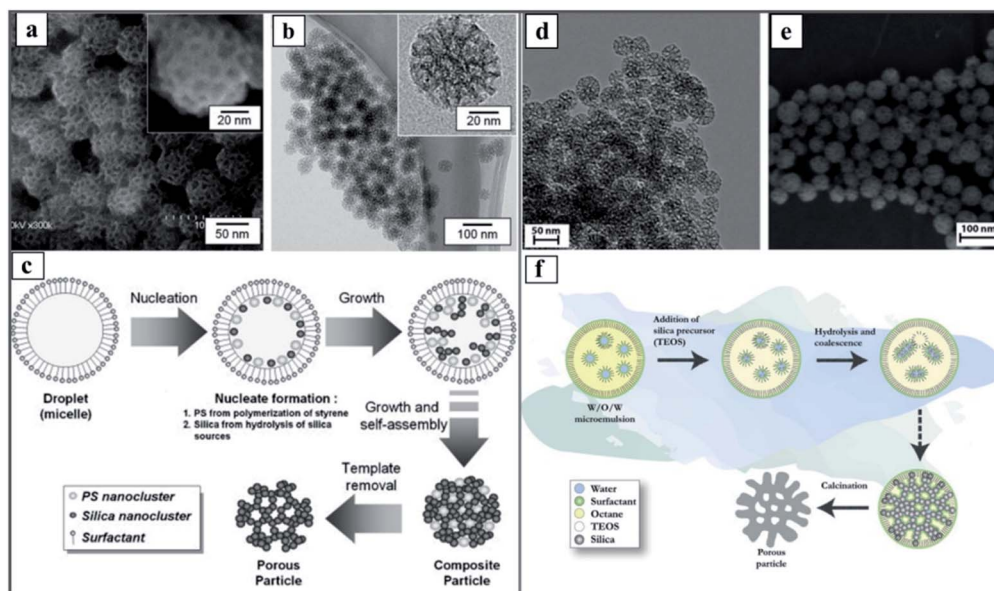 a
20 nm
0kV x300k
50 nm
b
20 nm
100 nm
d
50 nm
e
100 nm
c
Nucleation
Growth
Droplet
(micelle)
Nucleate formation :
1. PS from polymerization of styrene
2. Silica from hydrolysis of silica
sources
Growth and
self-assembly
Template
removal
PS nanocluster
Silica nanocluster
Surfactant
Porous
Particle
Composite
Particle
f
Addition of
silica precursor
(TEOS)
Hydrolysis and
coalescence
W/O/W
microemulsion
Water
Surfactant
Octane
TEOS
Silica
Calcination
Porous
particle